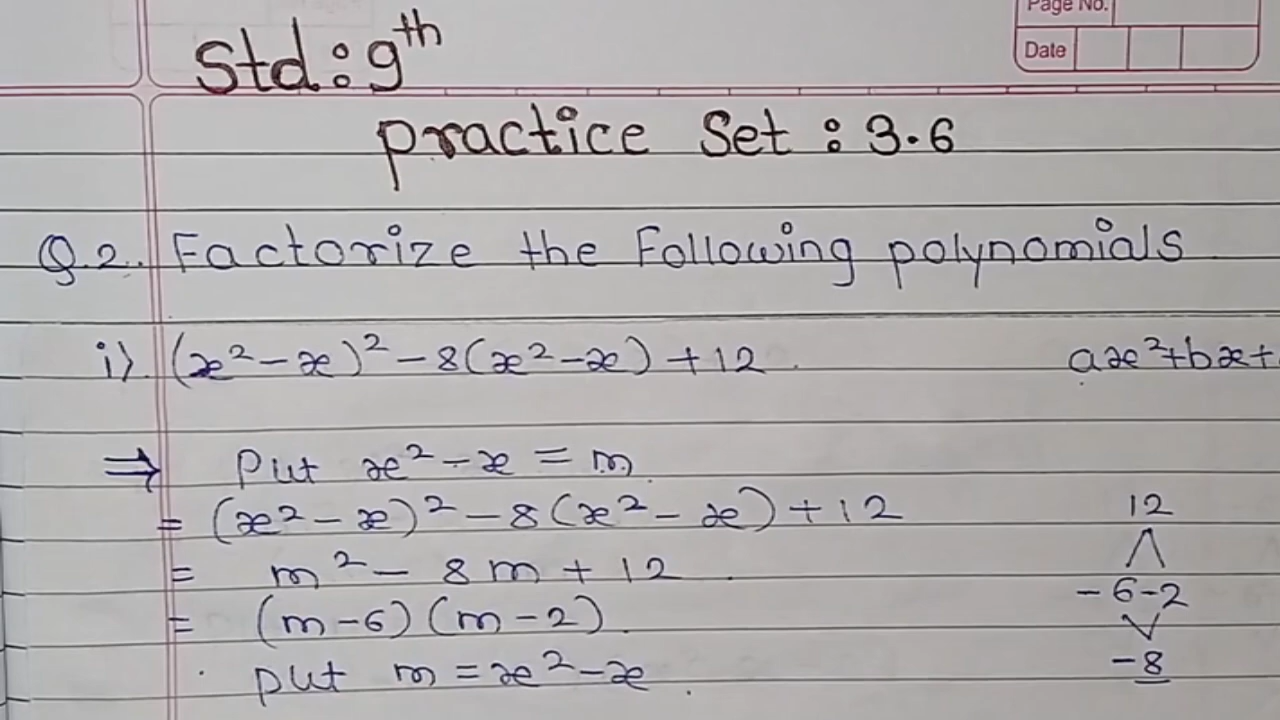 Page No.
Date
Std: 9th
Practice Set: 3.6
Q.2. Factorize the Following polynomials
i) (x²-x)² - 8(x²-x) + 12 ax²+bx+
⇒ Put x²-x = m
= (x²-x)² - 8(x²-x) + 12 12
= m² - 8m + 12
= (m-6)(m-2) -6-2
put m = x²-x -8